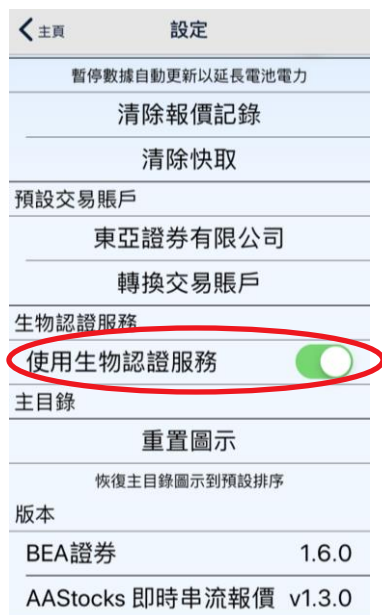 主頁 設定
暫停數據自動更新以延長電池電力
清除報價記錄
清除快取
預設交易賬戶
東亞證券有限公司
轉換交易賬戶
生物認證服務
使用生物認證服務
主目錄
重置圖示
恢復主目錄圖示到預設排序
版本
BEA證券 1.6.0
AAStocks 即時串流報價 v1.3.0